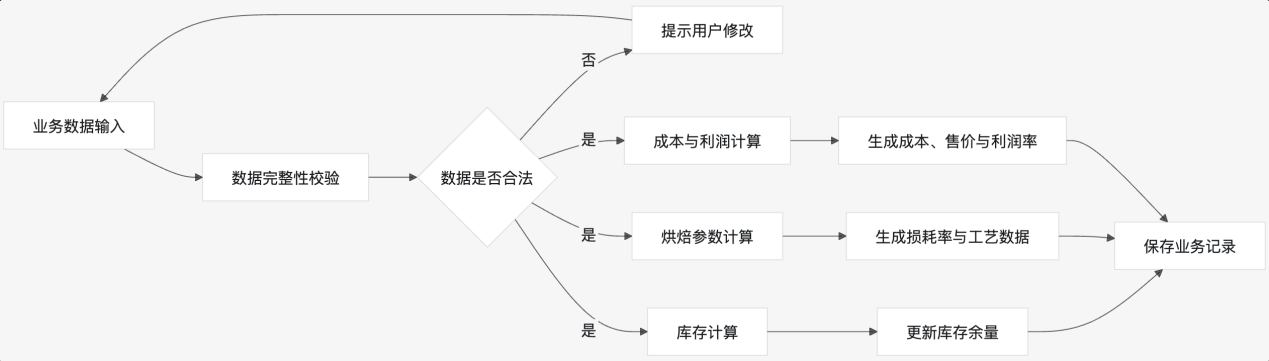 提示用户修改
否
业务数据输入
数据完整性校验
数据是否合法
是
成本与利润计算
生成成本、售价与利润率
是
烘焙参数计算
生成损耗率与工艺数据
保存业务记录
是
库存计算
更新库存余量